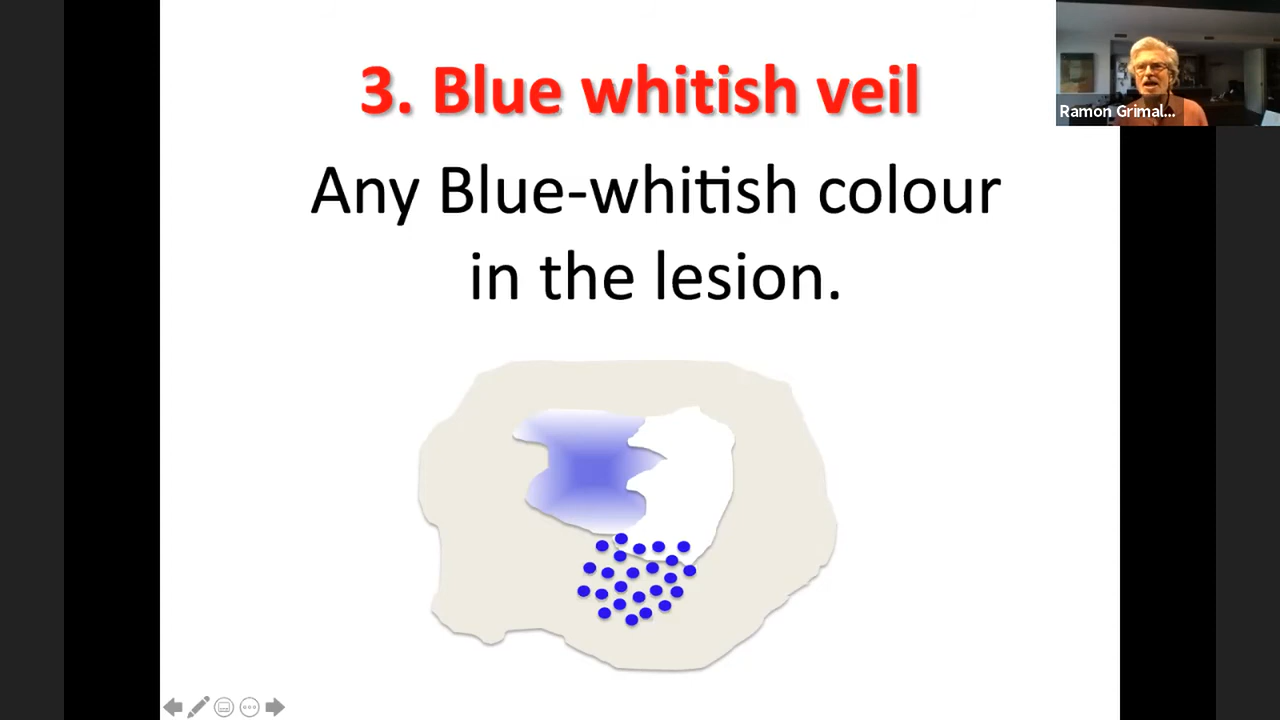 3. Blue whitish veil
Any Blue-whitish colour
in the lesion.
Ramon Grimal...